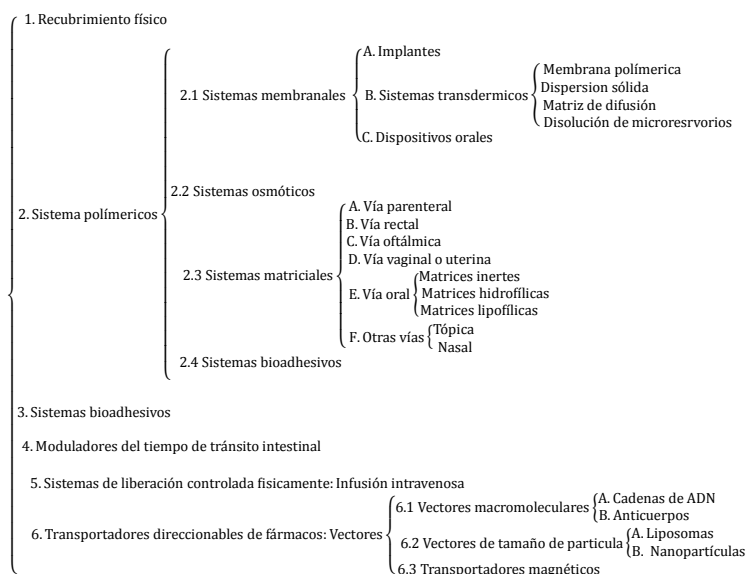 1. Recubrimiento físico
2. Sistema polímericos
2.1 Sistemas membranales
A. Implantes
B. Sistemas transdermicos
Membrana polímerica
Dispersion sólida
Matriz de difusión
Disolución de microresrvorios
C. Dispositivos orales
2.2 Sistemas osmóticos
2.3 Sistemas matriciales
A. Vía parenteral
B. Vía rectal
C. Vía oftálmica
D. Vía vaginal o uterina
E. Vía oral
Matrices inertes
Matrices hidrofílicas
Matrices lipofílicas
F. Otras vías
Tópica
Nasal
2.4 Sistemas bioadhesivos
3. Sistemas bioadhesivos
4. Moduladores del tiempo de tránsito intestinal
5. Sistemas de liberación controlada fisicamente: Infusión intravenosa
6. Transportadores direccionables de fármacos: Vectores
6.1 Vectores macromoleculares
A. Cadenas de ADN
B. Anticuerpos
6.2 Vectores de tamaño de particula
A. Liposomas
B. Nanopartículas
6.3 Transportadores magnéticos